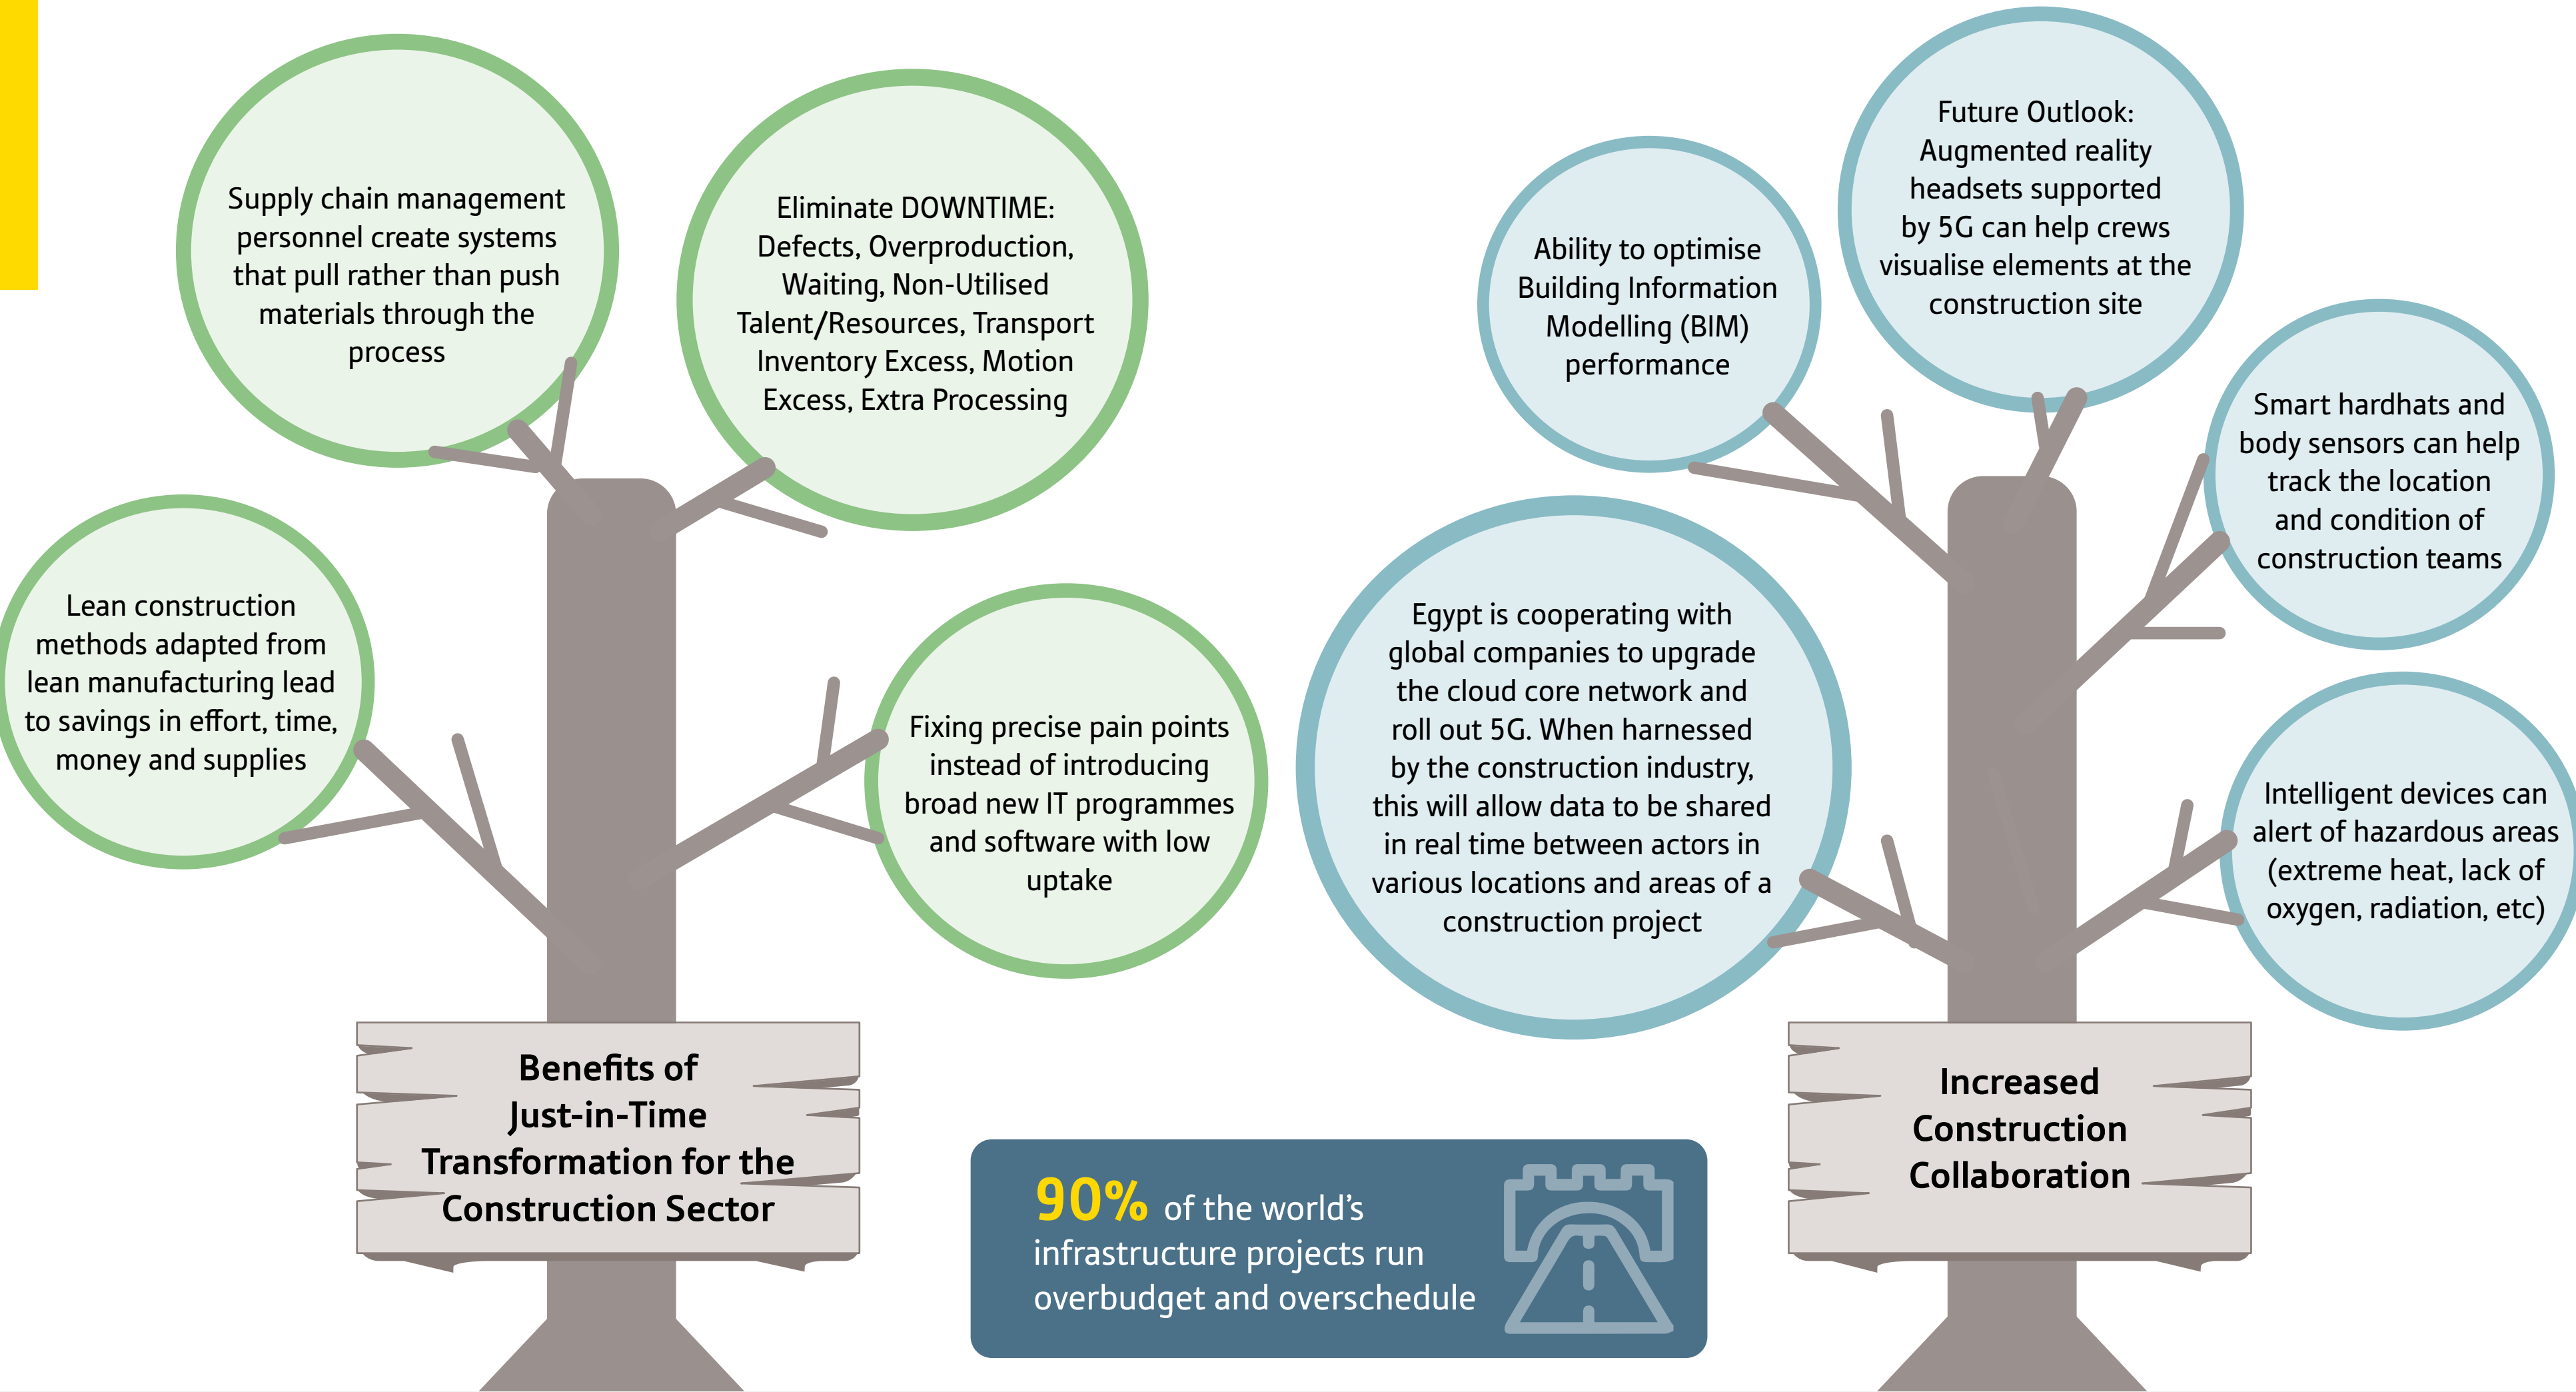 Supply chain management
personnel create systems
that pull rather than push
materials through the
process
Eliminate DOWNTIME:
Defects, Overproduction,
Waiting, Non-Utilised
Talent/Resources, Transport
Inventory Excess, Motion
Excess, Extra Processing
Lean construction
methods adapted from
lean manufacturing lead
to savings in effort, time,
money and supplies
Fixing precise pain points
instead of introducing
broad new IT programmes
and software with low
uptake
Benefits of
Just-in-Time
Transformation for the
Construction Sector
Ability to optimise
Building Information
Modelling (BIM)
performance
Future Outlook:
Augmented reality
headsets supported
by 5G can help crews
visualise elements at the
construction site
Smart hardhats and
body sensors can help
track the location
and condition of
construction teams
Egypt is cooperating with
global companies to upgrade
the cloud core network and
roll out 5G. When harnessed
by the construction industry,
this will allow data to be shared
in real time between actors in
various locations and areas of a
construction project
Intelligent devices can
alert of hazardous areas
(extreme heat, lack of
oxygen, radiation, etc)
Increased
Construction
Collaboration
90% of the world's
infrastructure projects run
overbudget and overschedule